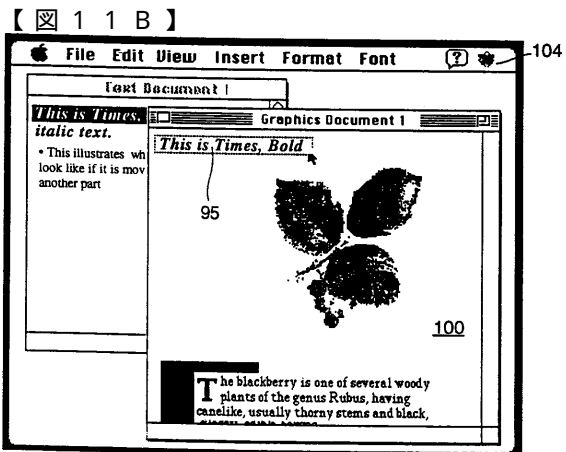 【図11B】
File Edit View Insert Format Font
104
Text Document 1
This is Times.
italic text.
• This illustrates wh
look like if it is mov
another part
Graphics Document 1
This is Times, Bold
95
100
The blackberry is one of several woody
plants of the genus Rubus, having
canelike, usually thorny stems and black,